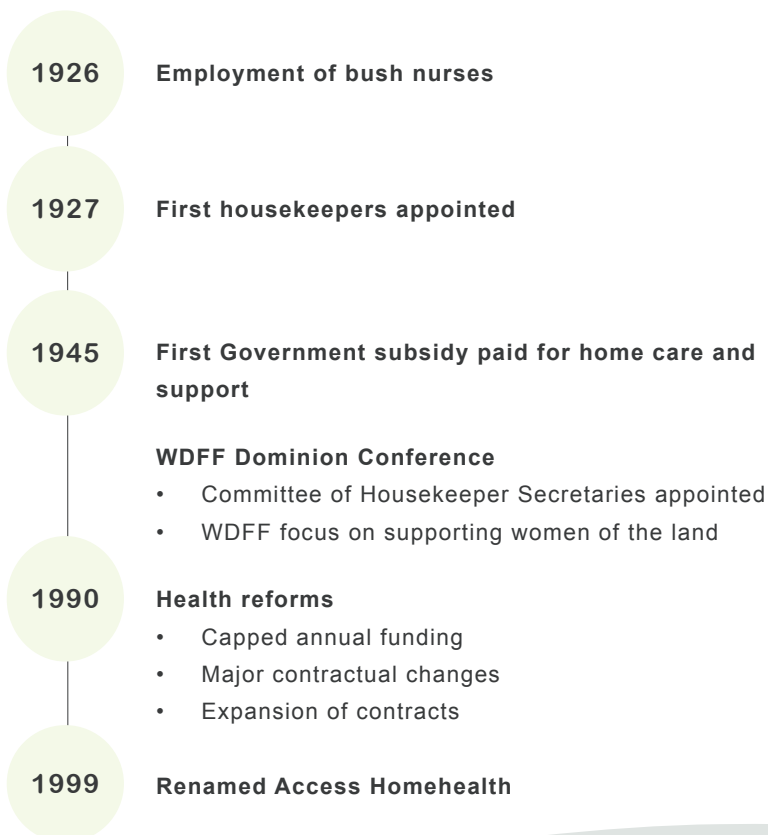 1926
Employment of bush nurses
1927
First housekeepers appointed
1945
First Government subsidy paid for home care and
support
WDFF Dominion Conference
• Committee of Housekeeper Secretaries appointed
• WDFF focus on supporting women of the land
1990
Health reforms
• Capped annual funding
• Major contractual changes
• Expansion of contracts
1999
Renamed Access Homehealth